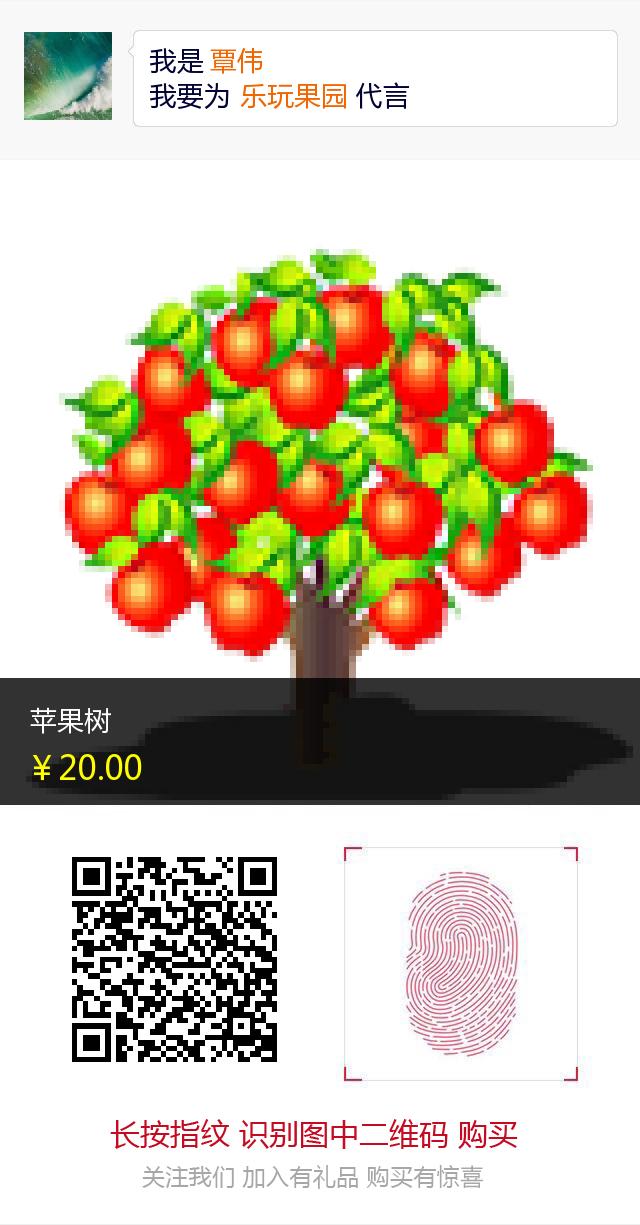 我是 覃伟
我要为 乐玩果园 代言
苹果树
￥20.00
长按指纹 识别图中二维码 购买
关注我们 加入有礼品 购买有惊喜